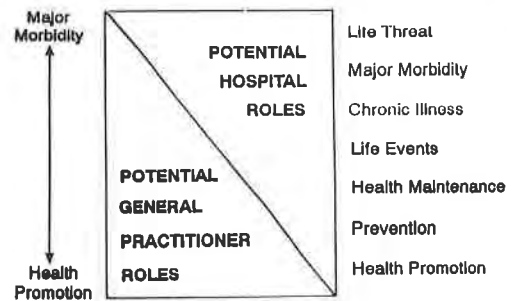 Major
Morbidity
Health
Promotion
POTENTIAL
HOSPITAL
ROLES
POTENTIAL
GENERAL
PRACTITIONER
ROLES
Life Threat
Major Morbidity
Chronic Illness
Life Events
Health Maintenance
Prevention
Health Promotion